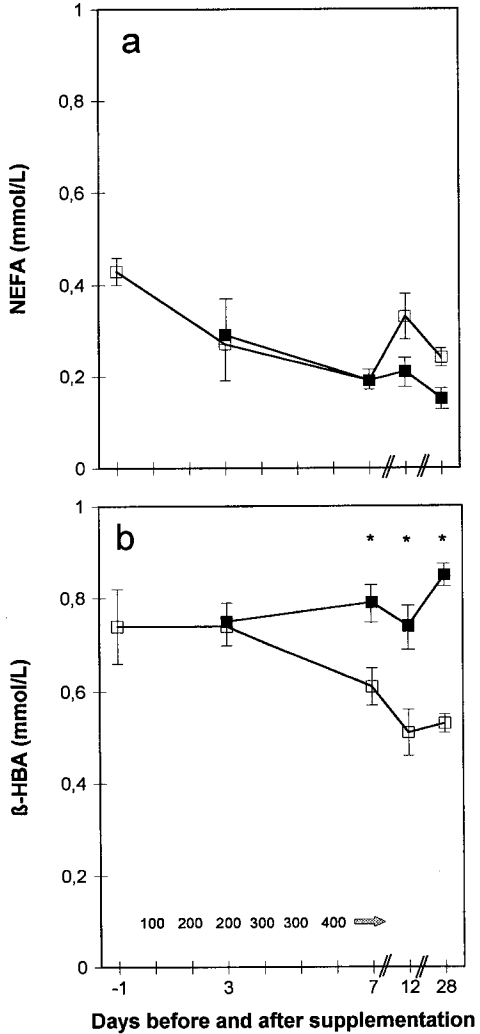 a
1
0,8
0,6
0,4
0,2
0
NEFA (mmol/L)
b
* * *
1
0,8
0,6
0,4
0,2
0
ß-HBA (mmol/L)
100 200 200 300 300 400
-1 3 7 12 28
Days before and after supplementation